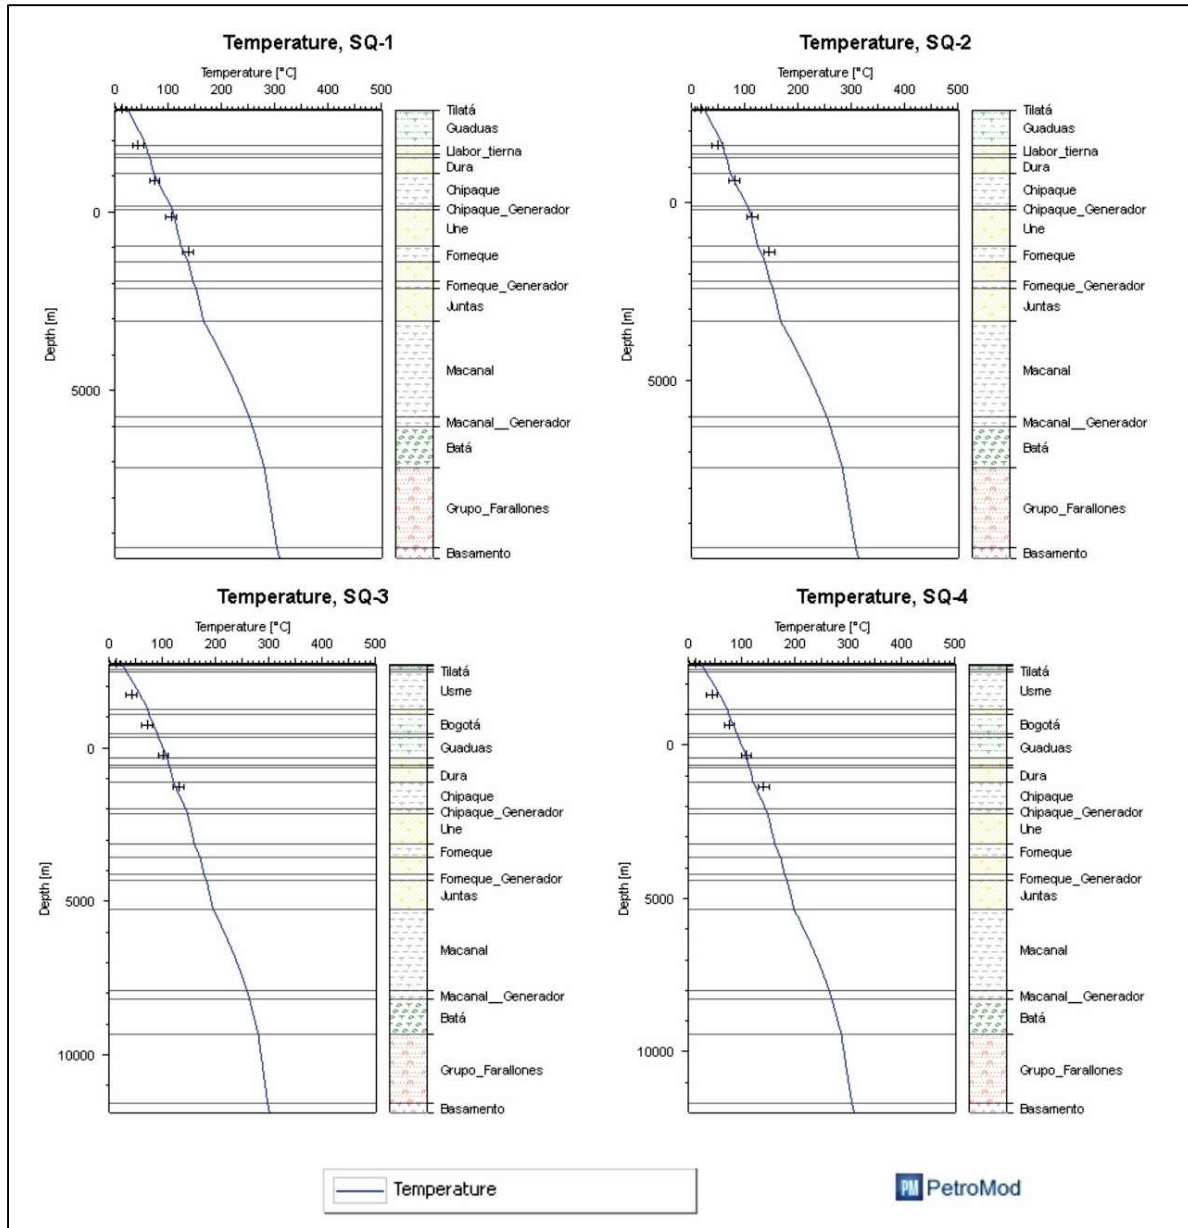 Temperature, SQ-1
Temperature [°C]
0 100 200 300 400 500
Depth [m]
0
5000
Tilatá
Guaduas
Llabor_tierna
Dura
Chipaque
Chipaque_Generador
Une
Fomeque
Fomeque_Generador
Juntas
Macanal
Macanal__Generador
Batá
Grupo_Farallones
Basamento
Temperature, SQ-2
Temperature [°C]
0 100 200 300 400 500
Depth [m]
0
5000
Tilatá
Guaduas
Llabor_tierna
Dura
Chipaque
Chipaque_Generador
Une
Fomeque
Fomeque_Generador
Juntas
Macanal
Macanal__Generador
Batá
Grupo_Farallones
Basamento
Temperature, SQ-3
Temperature [°C]
0 100 200 300 400 500
Depth [m]
0
5000
10000
Tilatá
Usme
Bogotá
Guaduas
Dura
Chipaque
Chipaque_Generador
Une
Fomeque
Fomeque_Generador
Juntas
Macanal
Macanal__Generador
Batá
Grupo_Farallones
Basamento
Temperature, SQ-4
Temperature [°C]
0 100 200 300 400 500
Depth [m]
0
5000
10000
Tilatá
Usme
Bogotá
Guaduas
Dura
Chipaque
Chipaque_Generador
Une
Fomeque
Fomeque_Generador
Juntas
Macanal
Macanal__Generador
Batá
Grupo_Farallones
Basamento
Temperature
PM PetroMod